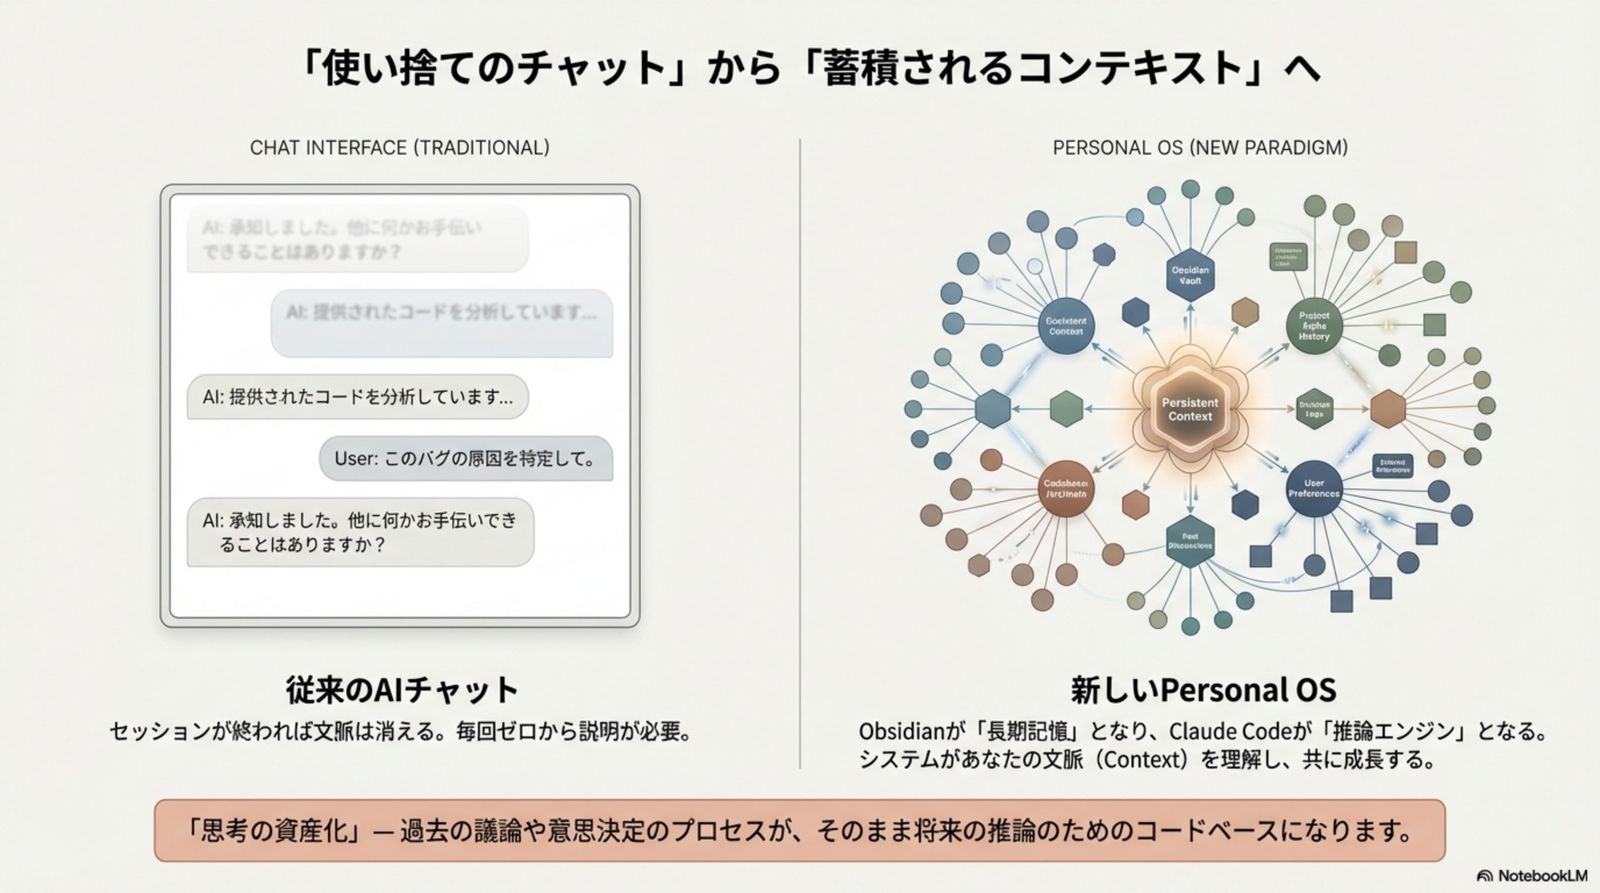 「使い捨てのチャット」から「蓄積されるコンテキスト」へ
CHAT INTERFACE (TRADITIONAL)
AI: 承知しました。他に何かお手伝い
できることはありますか？
AI: 提供されたコードを分析しています...
AI: 提供されたコードを分析しています...
User: このバグの原因を特定して。
AI: 承知しました。他に何かお手伝いでき
ることはありますか？
従来のAIチャット
セッションが終われば文脈は消える。毎回ゼロから説明が必要。
PERSONAL OS (NEW PARADIGM)
Obsidian
Vault
Context
History
Persistent
Context
User
Preferences
新しいPersonal OS
Obsidianが「長期記憶」となり、Claude Codeが「推論エンジン」となる。
システムがあなたの文脈（Context）を理解し、共に成長する。
「思考の資産化」— 過去の議論や意思決定のプロセスが、そのまま将来の推論のためのコードベースになります。
NotebookLM